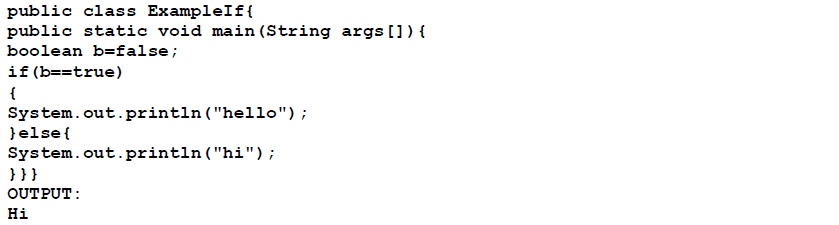 public class ExampleIf{
public static void main(String args[]){
boolean b=false;
if(b==true)
{
System.out.println("hello");
}else{
System.out.println("hi");
}}}
OUTPUT:
Hi